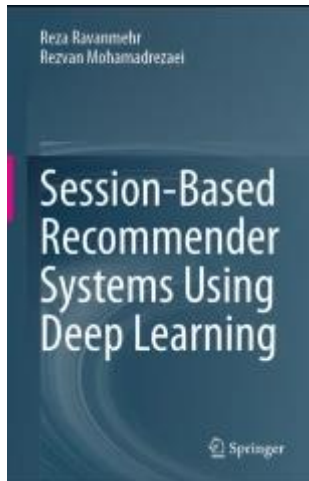 Reza Ravanmehr
Rezvan Mohamadrezaei
Session-Based
Recommender
Systems Using
Deep Learning
Springer